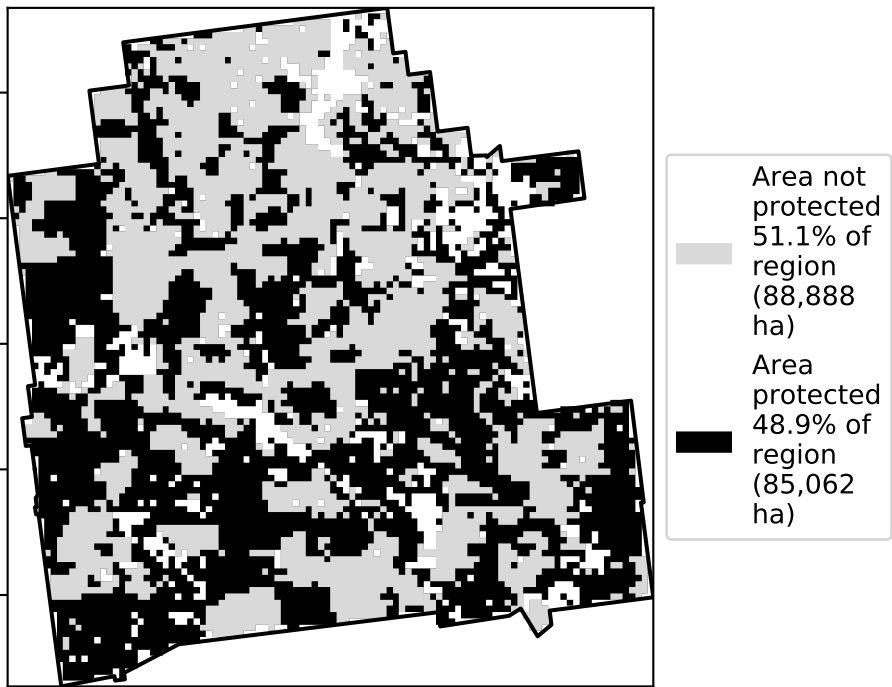 Area not
protected
51.1% of
region
(88,888
ha)
Area
protected
48.9% of
region
(85,062
ha)